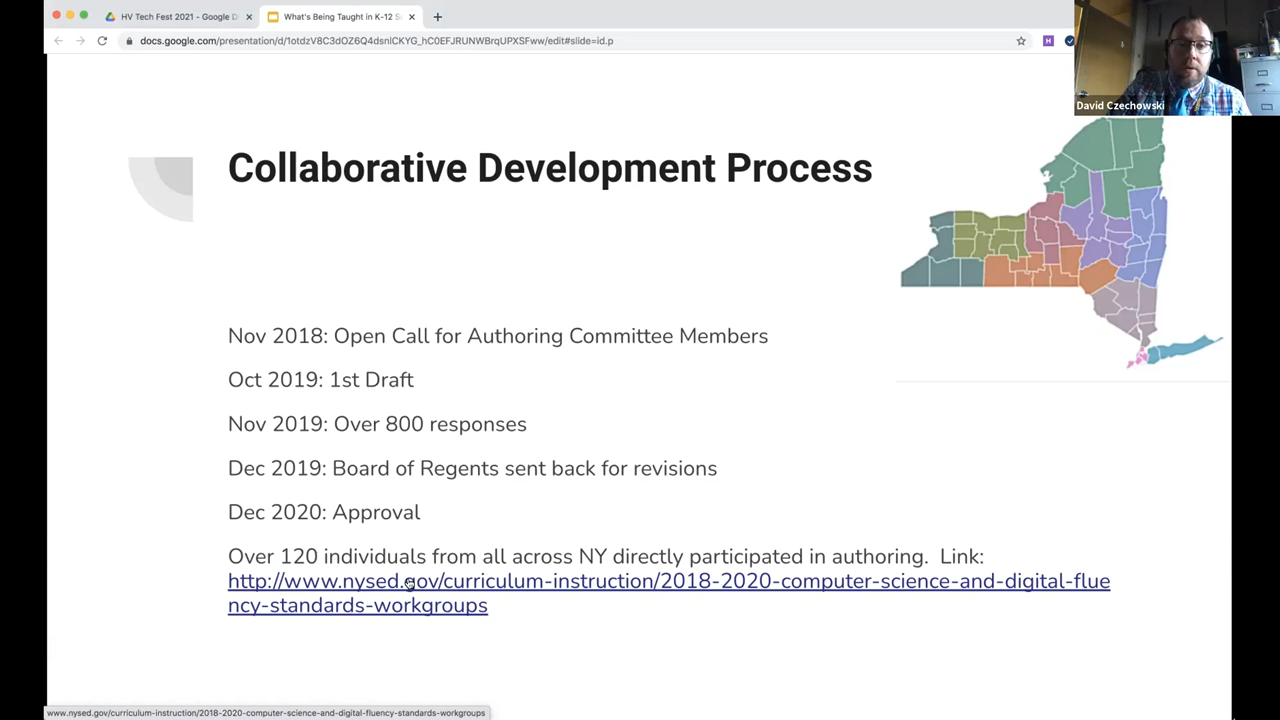 HV Tech Fest 2021 - Google D
What's Being Taught in K-12 S
docs.google.com/presentation/d/1otdzV8C3dOZ6Q4dsnlCKYG_hC0EFJRUNWBrqUPXSFww/edit#slide=id.p
David Czechowski
Collaborative Development Process
Nov 2018: Open Call for Authoring Committee Members
Oct 2019: 1st Draft
Nov 2019: Over 800 responses
Dec 2019: Board of Regents sent back for revisions
Dec 2020: Approval
Over 120 individuals from all across NY directly participated in authoring. Link:
http://www.nysed.gov/curriculum-instruction/2018-2020-computer-science-and-digital-flue
ncy-standards-workgroups
www.nysed.gov/curriculum-instruction/2018-2020-computer-science-and-digital-fluency-standards-workgroups